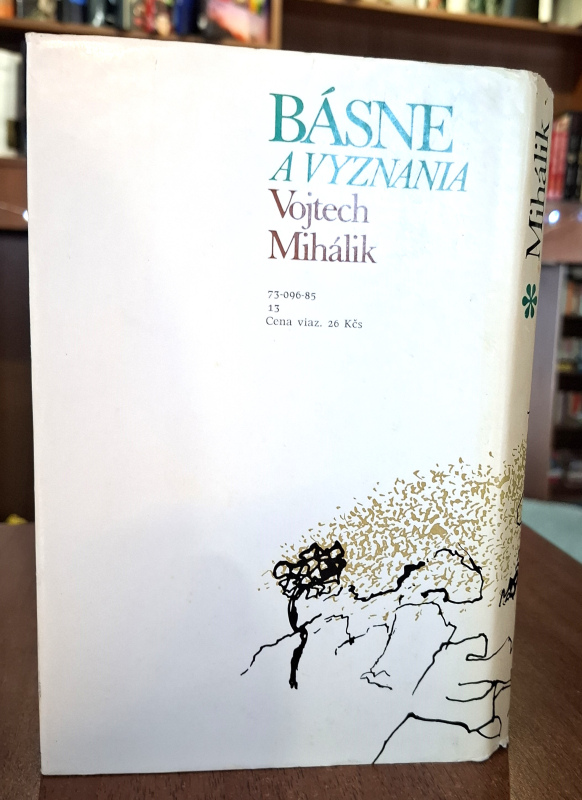 BÁSNE
A VYZNANIA
Vojtech
Mihálik
73-096-85
13
Cena viaz. 26 Kčs
Mihálik